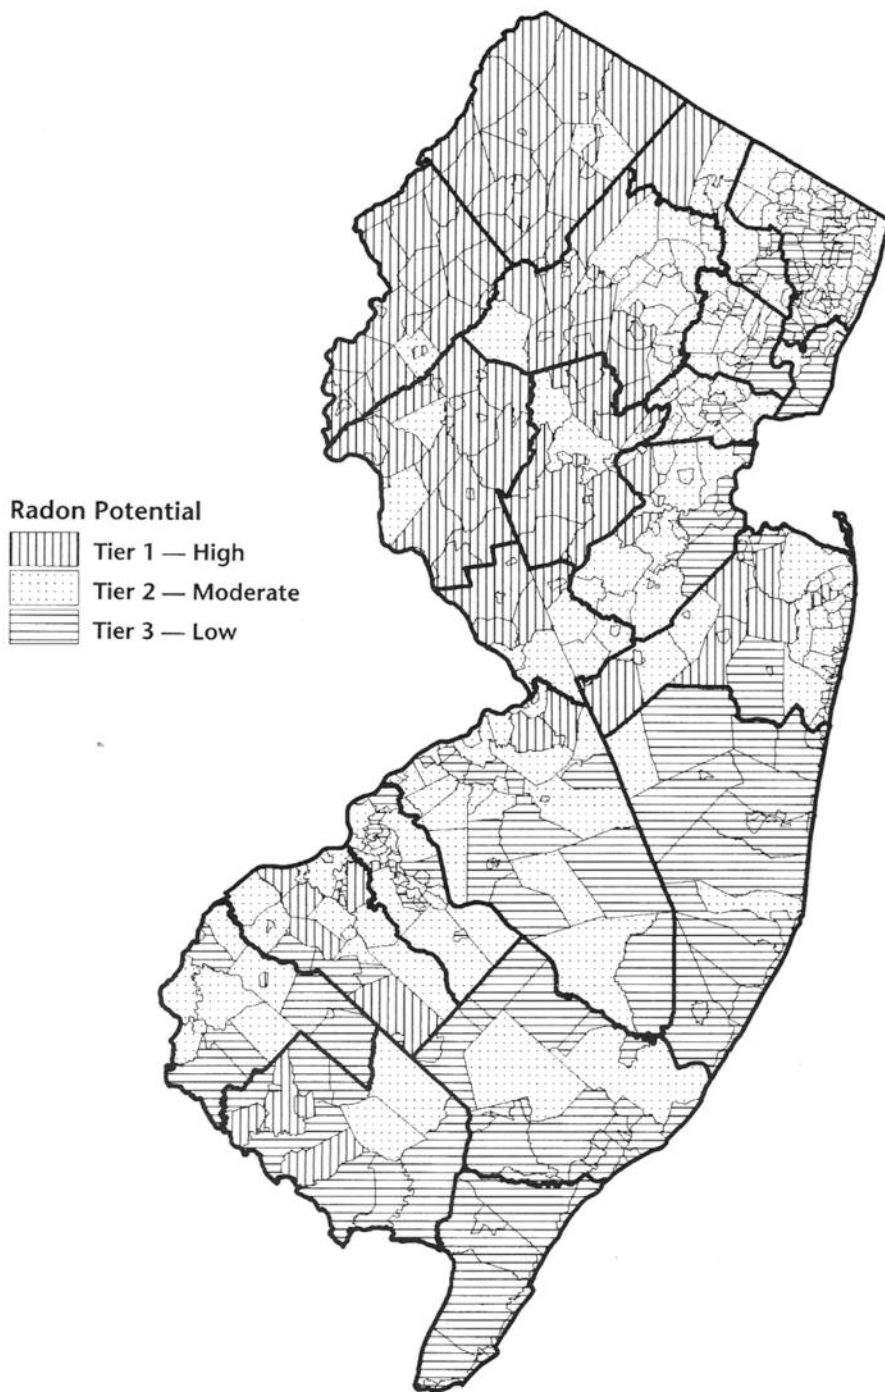 Radon Potential
Tier 1 — High
Tier 2 — Moderate
Tier 3 — Low